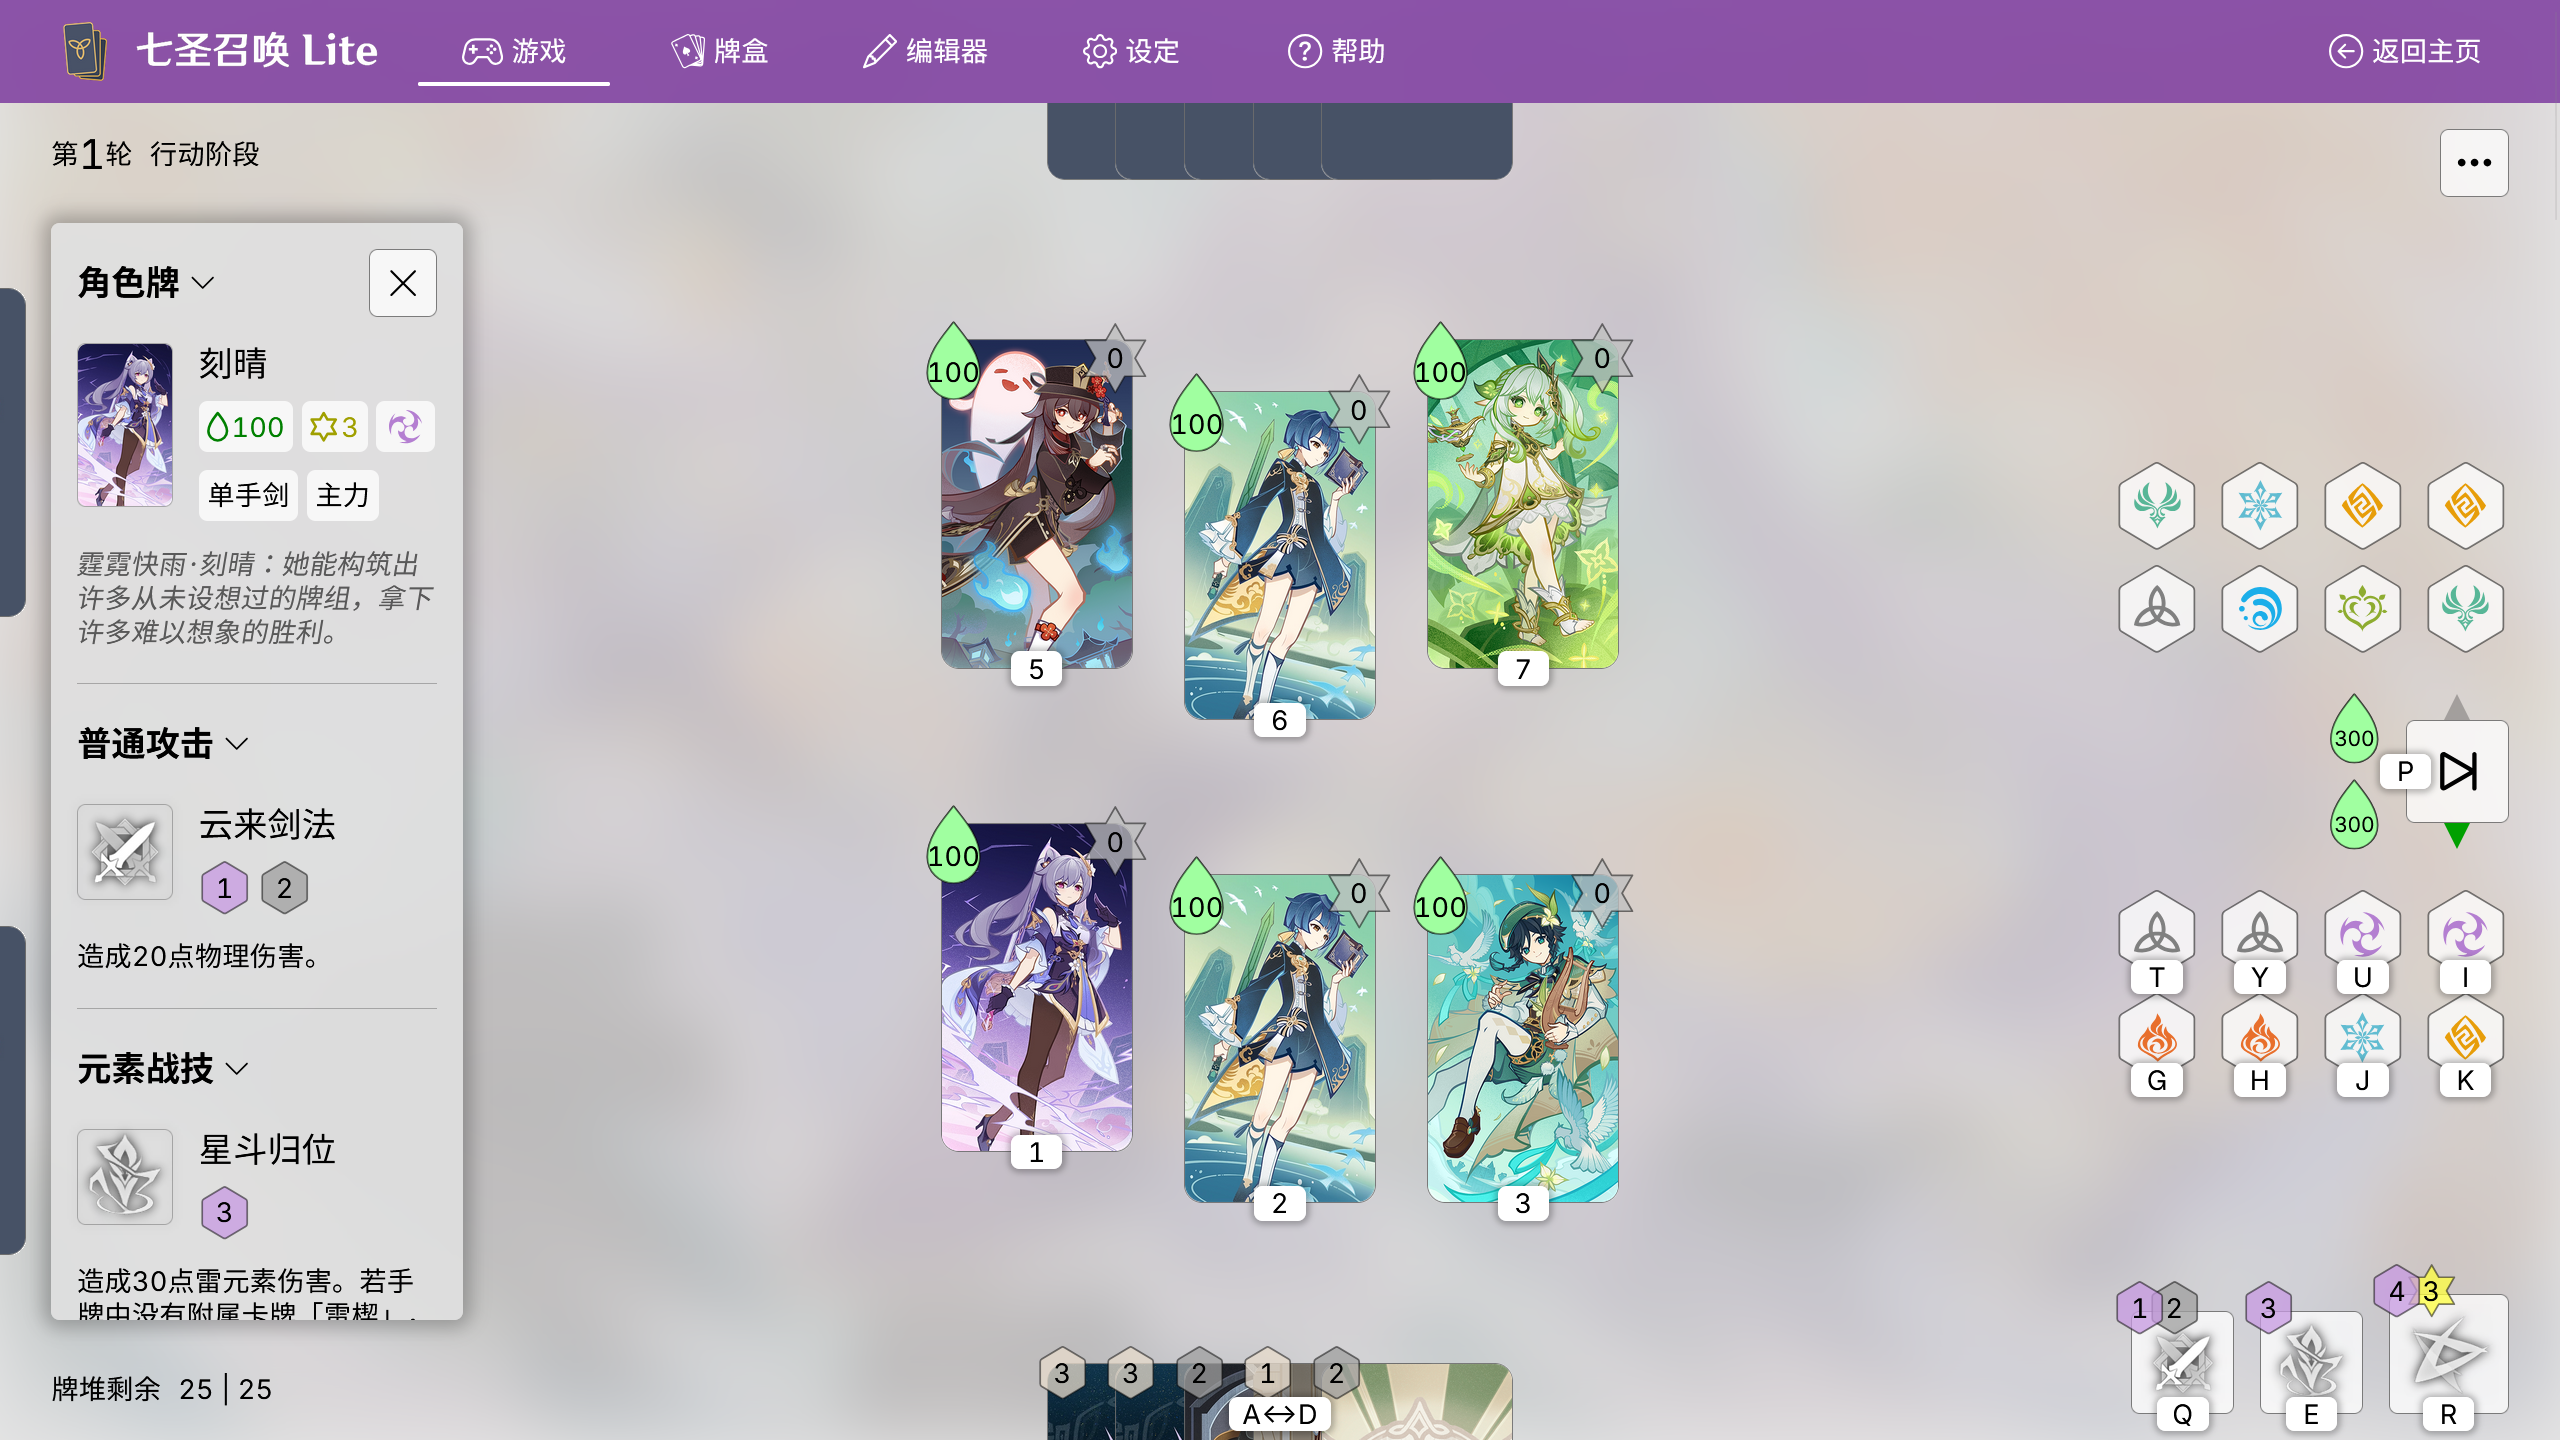 七圣召唤 Lite
游戏
牌盒
编辑器
设定
帮助
返回主页
第1轮 行动阶段
角色牌
刻晴
100
3
单手剑
主力
霆霓快雨·刻晴：她能构筑出
许多从未设想过的牌组，拿下
许多难以想象的胜利。
普通攻击
云来剑法
1 2
造成20点物理伤害。
元素战技
星斗归位
3
造成30点雷元素伤害。若手
牌中没有附属卡牌「雷楔」，
牌堆剩余 25 | 25
100 0
100 0
100 0
5
6
7
100 0
100 0
100 0
1
2
3
300
P
300
T Y U I
G H J K
3 3 2 1 2
A↔D
1 2
3
4 3
Q
E
R